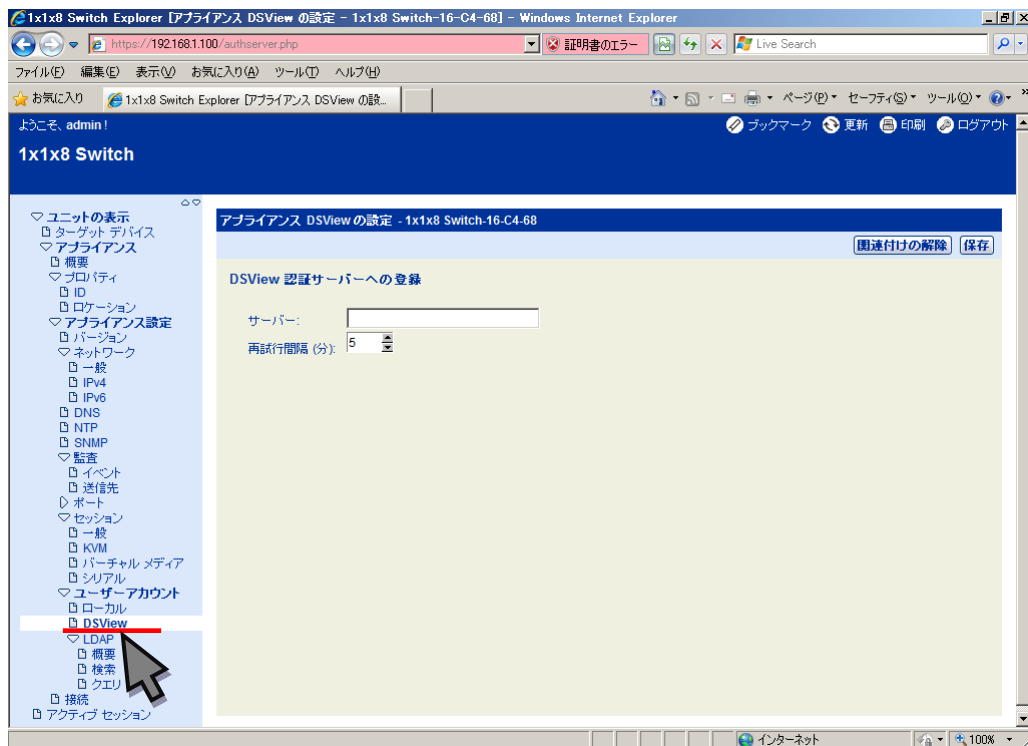 1x1x8 Switch Explorer [アプライアンス DSView の設定 - 1x1x8 Switch-16-C4-68] - Windows Internet Explorer
https://192.168.1.100/authserver.php
証明書のエラー
Live Search
ファイル(F) 編集(E) 表示(V) お気に入り(A) ツール(T) ヘルプ(H)
お気に入り
1x1x8 Switch Explorer [アプライアンス DSView の設...
ページ(P) セーフティ(S) ツール(O)
ようこそ、admin !
ブックマーク 更新 印刷 ログアウト
1x1x8 Switch
ユニットの表示
ターゲット デバイス
アプライアンス
概要
プロパティ
ID
ロケーション
アプライアンス設定
バージョン
ネットワーク
一般
IPv4
IPv6
DNS
NTP
SNMP
監査
イベント
送信先
ポート
セッション
一般
KVM
バーチャル メディア
シリアル
ユーザーアカウント
ローカル
DSView
LDAP
概要
検索
クエリ
接続
アクティブ セッション
アプライアンス DSView の設定 - 1x1x8 Switch-16-C4-68
関連付けの解除 保存
DSView 認証サーバーへの登録
サーバー:
再試行間隔 (分): 5
インターネット
100%